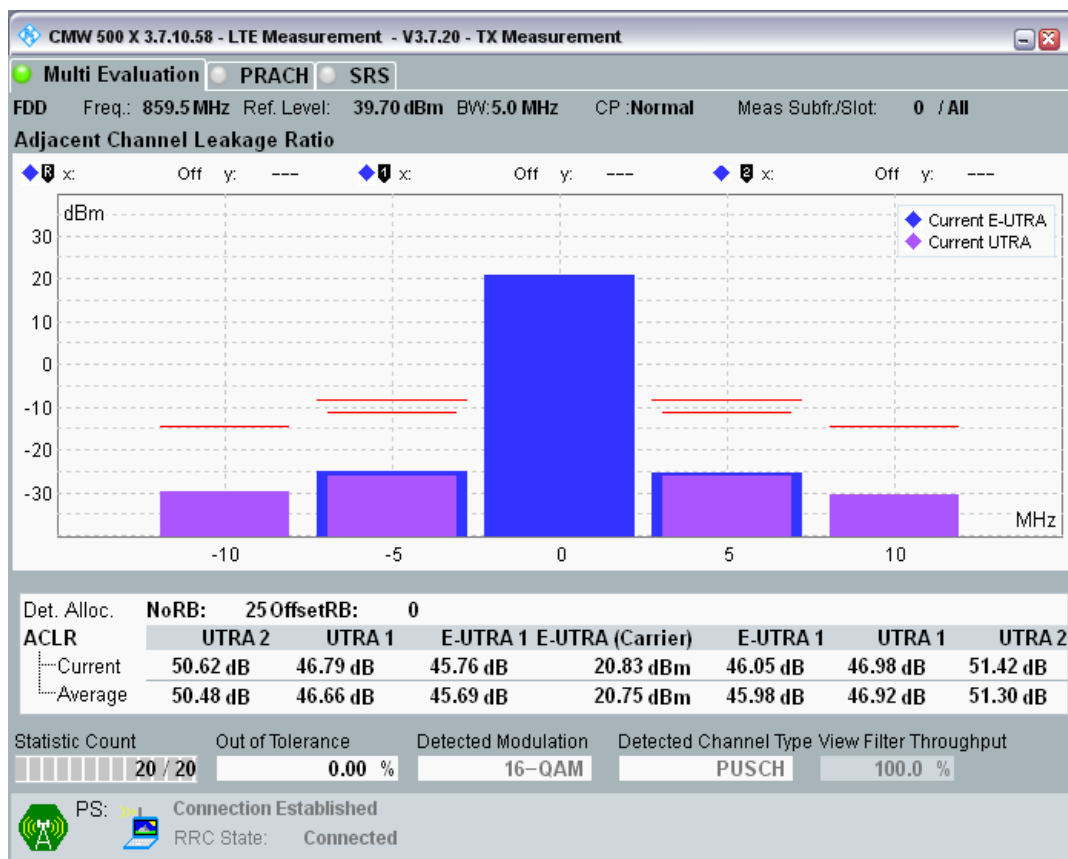 CMW 500 X 3.7.10.58 - LTE Measurement - V3.7.20 - TX Measurement
Multi Evaluation PRACH SRS
FDD Freq.: 859.5 MHz Ref. Level: 39.70 dBm BW:5.0 MHz CP :Normal Meas Subfr./Slot: 0 / All
Adjacent Channel Leakage Ratio
R x: Off y: --- 1 x: Off y: --- 2 x: Off y: ---
dBm
Current E-UTRA
Current UTRA
30
20
10
0
-10
-20
-30
MHz
-10 -5 0 5 10
Det. Alloc. NoRB: 25 OffsetRB: 0
ACLR UTRA 2 UTRA 1 E-UTRA 1 E-UTRA (Carrier) E-UTRA 1 UTRA 1 UTRA 2
Current 50.62 dB 46.79 dB 45.76 dB 20.83 dBm 46.05 dB 46.98 dB 51.42 dB
Average 50.48 dB 46.66 dB 45.69 dB 20.75 dBm 45.98 dB 46.92 dB 51.30 dB
Statistic Count Out of Tolerance Detected Modulation Detected Channel Type View Filter Throughput
20 / 20 0.00 % 16-QAM PUSCH 100.0 %
PS: Connection Established
RRC State: Connected